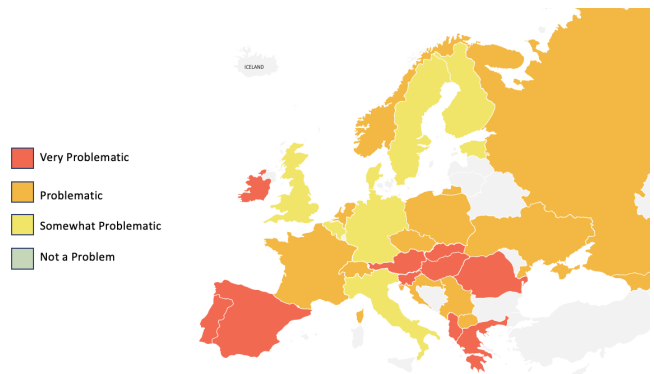 ICELAND
Very Problematic
Problematic
Somewhat Problematic
Not a Problem